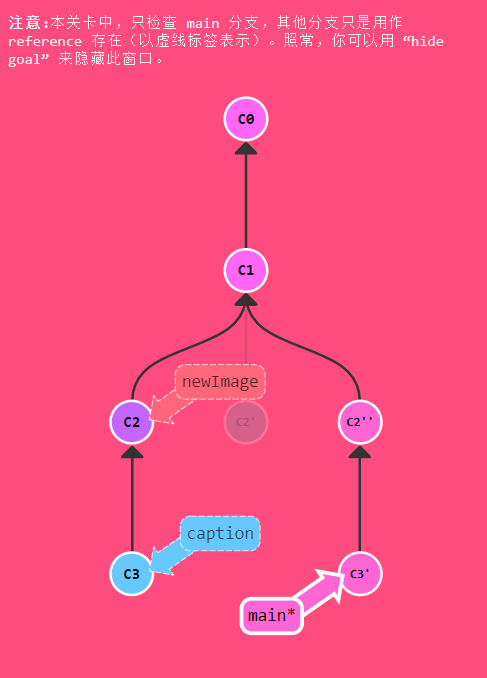 注意:本关卡中，只检查 main 分支，其他分支只是用作
reference 存在（以虚线标签表示）。照常，你可以用 “hide
goal” 来隐藏此窗口。
C0
C1
newImage
C2
C2'
C2''
caption
C3
C3'
main*